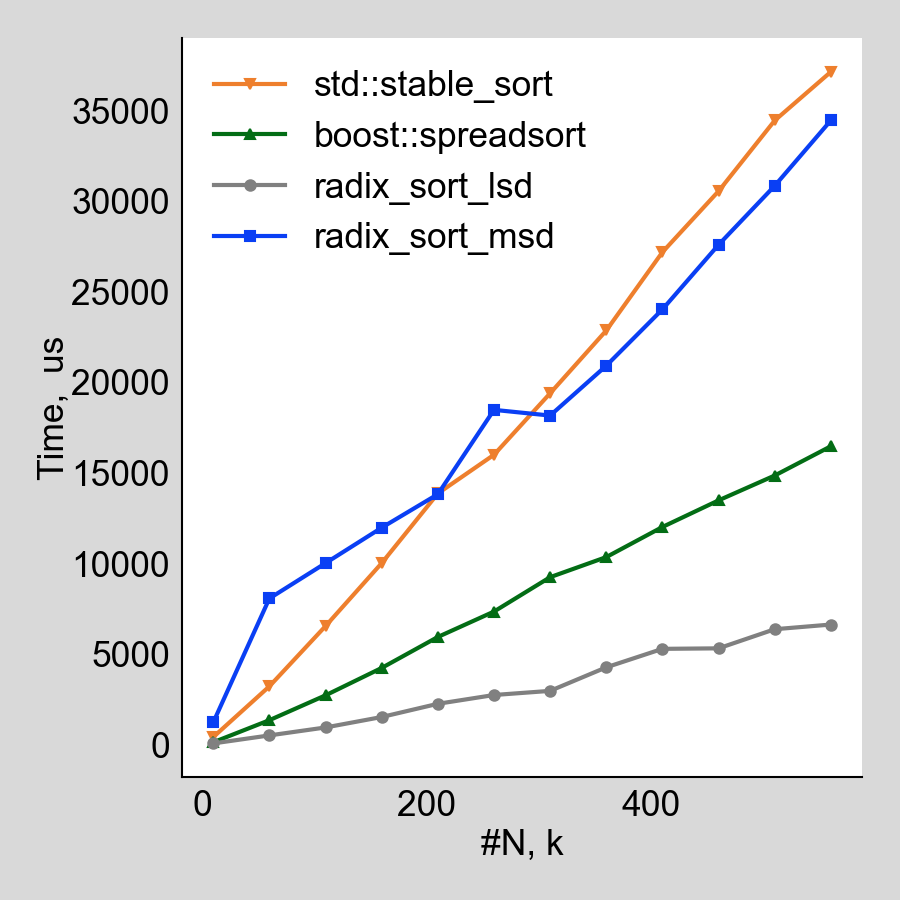 std::stable_sort
boost::spreadsort
radix_sort_lsd
radix_sort_msd
35000
30000
25000
20000
15000
10000
5000
0
Time,  us
0 200 400
#N, k